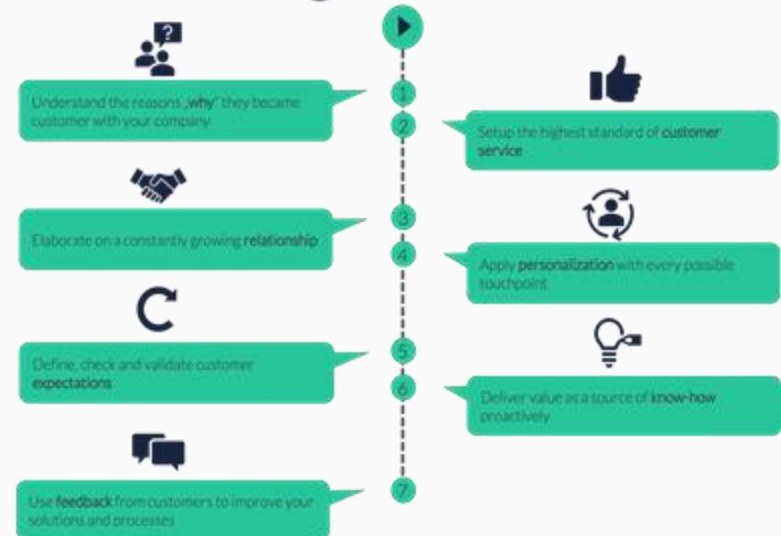 ?
1
Understand the reasons „why“ they became
customer with your company
2
Setup the highest standard of customer
service
3
Elaborate on a constantly growing relationship
4
Apply personalization with every possible
touchpoint
5
Define, check and validate customer
expectations
6
Deliver value as a source of know-how
proactively
7
Use feedback from customers to improve your
solutions and processes